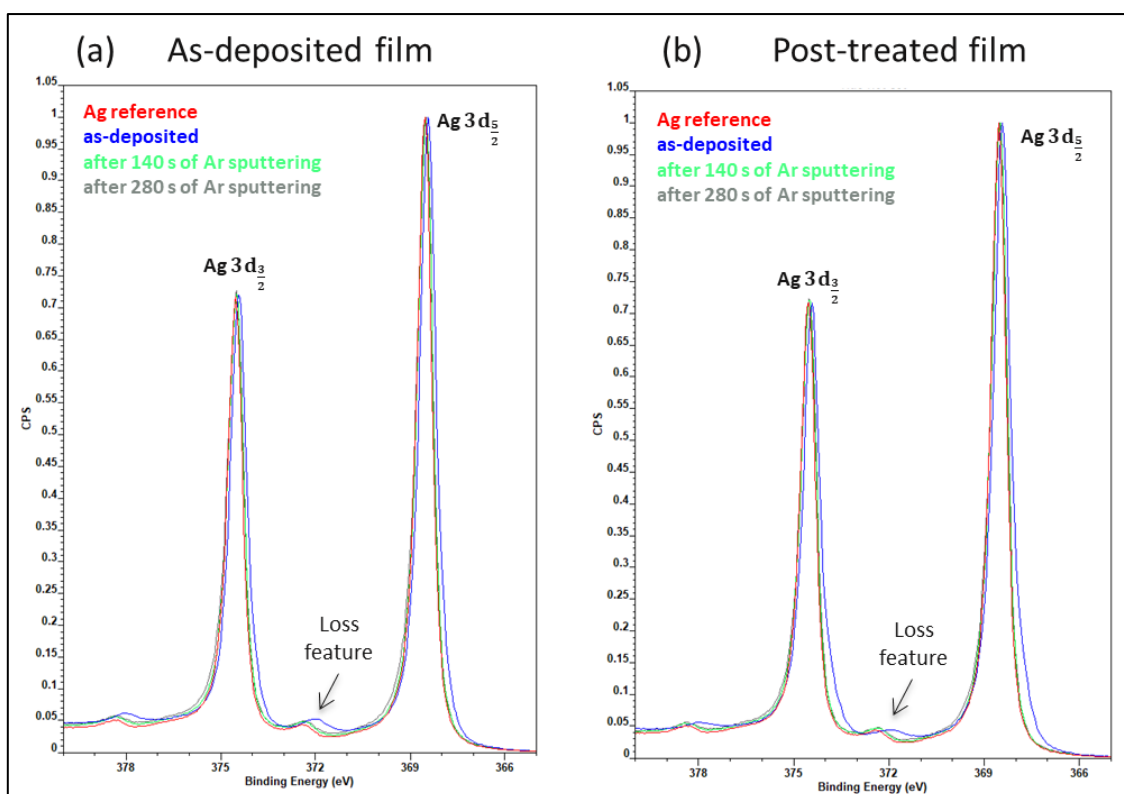 (a) As-deposited film
1.05
Ag reference
as-deposited
after 140 s of Ar sputtering
after 280 s of Ar sputtering
Ag 3d5/2
Ag 3d3/2
Loss
feature
1
0.95
0.9
0.85
0.8
0.75
0.7
0.65
0.6
0.55
0.5
0.45
0.4
0.35
0.3
0.25
0.2
0.15
0.1
0.05
0
CPS
378 375 372 369 366
Binding Energy (eV)
(b) Post-treated film
1.05
Ag reference
as-deposited
after 140 s of Ar sputtering
after 280 s of Ar sputtering
Ag 3d5/2
Ag 3d3/2
Loss
feature
1
0.95
0.9
0.85
0.8
0.75
0.7
0.65
0.6
0.55
0.5
0.45
0.4
0.35
0.3
0.25
0.2
0.15
0.1
0.05
0
CPS
378 375 372 369 366
Binding Energy (eV)